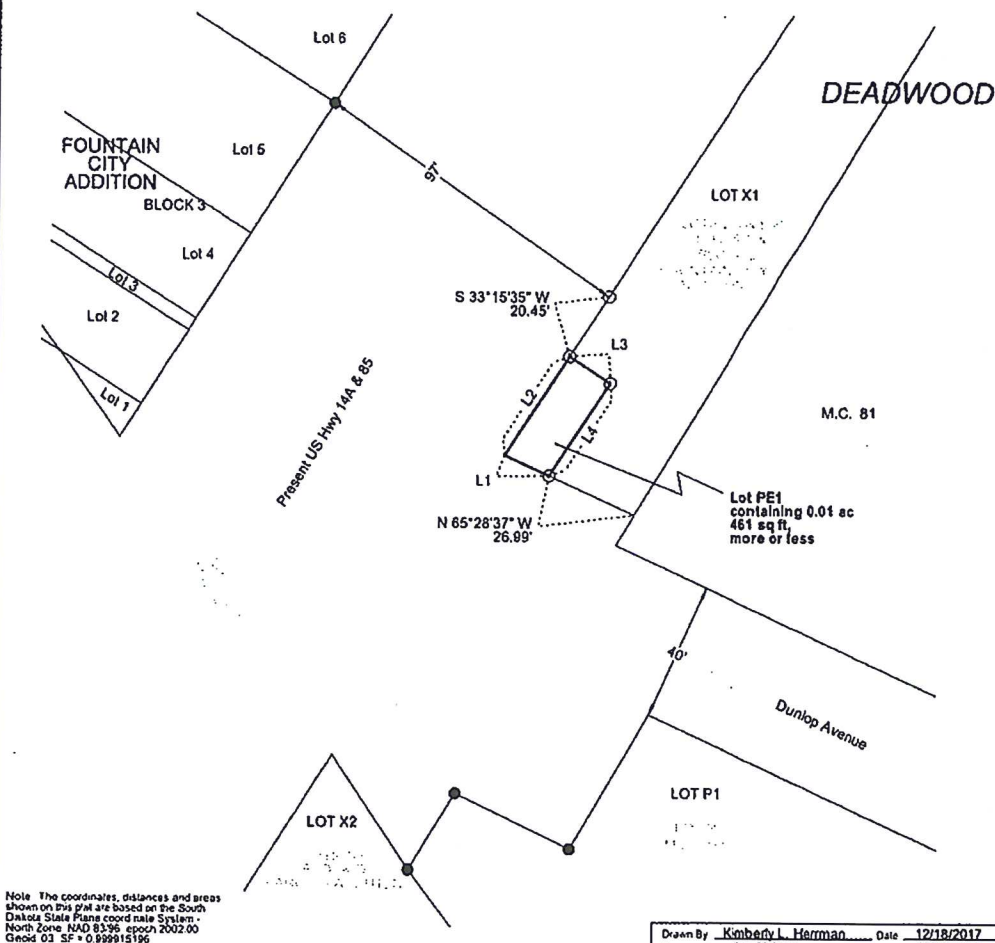 Lot 6
DEADWOOD
FOUNTAIN
CITY
ADDITION
Lot 5
97'
BLOCK 3
LOT X1
Lot 4
Lot 3
Lot 2
S 33°15'35" W
20.45'
L3
Lot 1
L2
Present US Hwy 14A & 85
M.C. 81
L4
L1
Lot PE1
containing 0.01 ac
461 sq ft,
more or less
N 65°28'37" W
26.99'
40'
Dunlop Avenue
LOT P1
LOT X2
Note The coordinates, distances and areas
shown on this plat are based on the South
Dakota State Plane coordinate System -
North Zone NAD 83/96 epoch 2002.00
Geoid 03 SF = 0.999915196
Drawn By Kimberly L. Herrman Date 12/18/2017